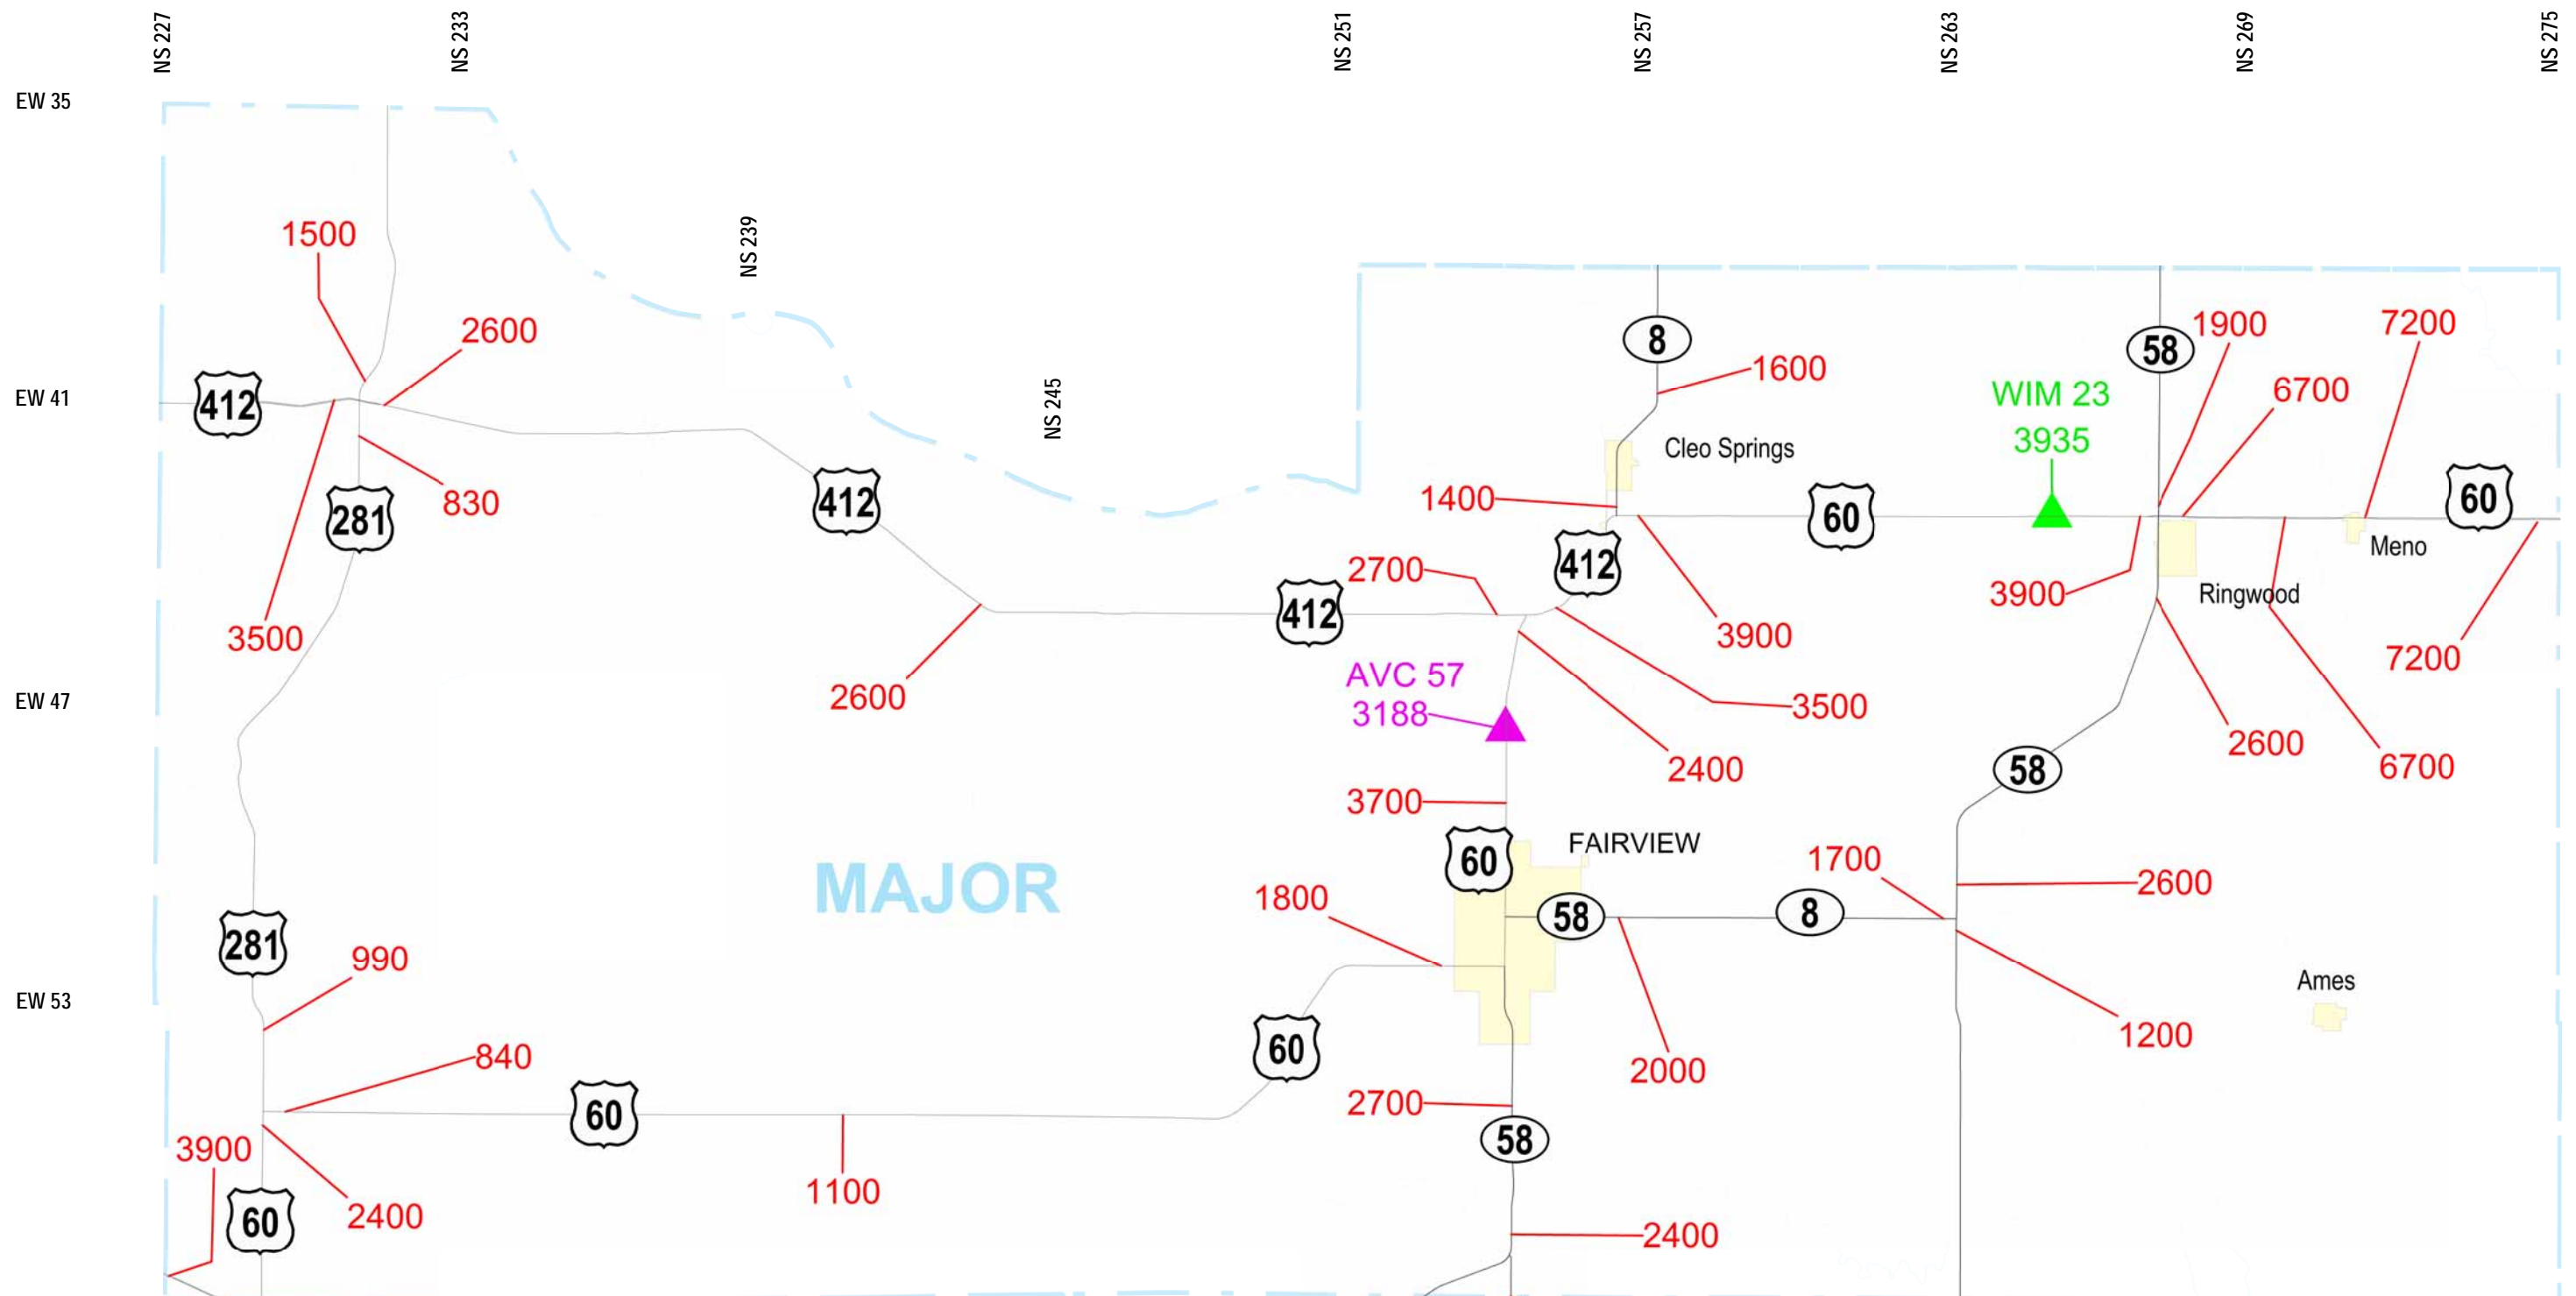 NS 227
NS 233
NS 251
NS 257
NS 263
NS 269
NS 275
EW 35
NS 239
1500
2600
8
1600
58
1900
7200
6700
WIM 23
3935
EW 41
412
NS 245
830
281
412
Cleo Springs
1400
60
60
Meno
412
2700
412
3900
Ringwood
3500
2600
3900
7200
EW 47
AVC 57
3188
3500
2400
2600
6700
58
3700
60
FAIRVIEW
1700
2600
MAJOR
1800
58
8
281
990
Ames
EW 53
1200
60
840
2000
60
2700
58
3900
1100
60
2400
2400